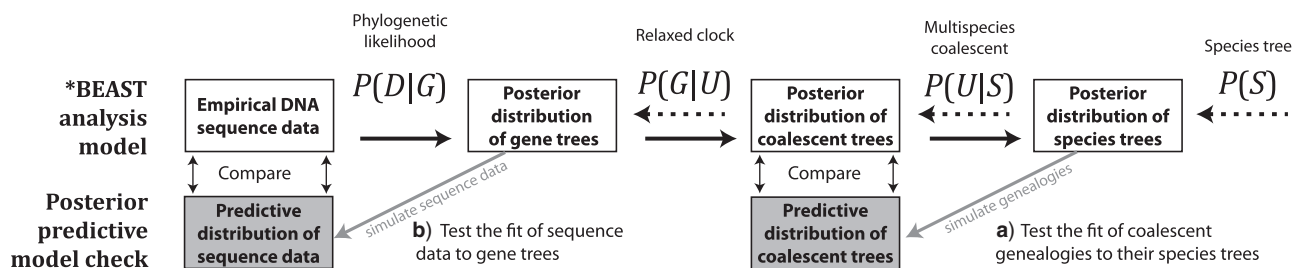 Phylogenetic
likelihood
Relaxed clock
Multispecies
coalescent
Species tree
*BEAST
analysis
model
Empirical DNA
sequence data
P(D|G)
Posterior
distribution
of gene trees
P(G|U)
Posterior
distribution of
coalescent trees
P(U|S)
Posterior
distribution of
species trees
P(S)
Compare
simulate sequence data
Compare
simulate genealogies
Posterior
predictive
model check
Predictive
distribution of
sequence data
b) Test the fit of sequence
data to gene trees
Predictive
distribution of
coalescent trees
a) Test the fit of coalescent
genealogies to their species trees